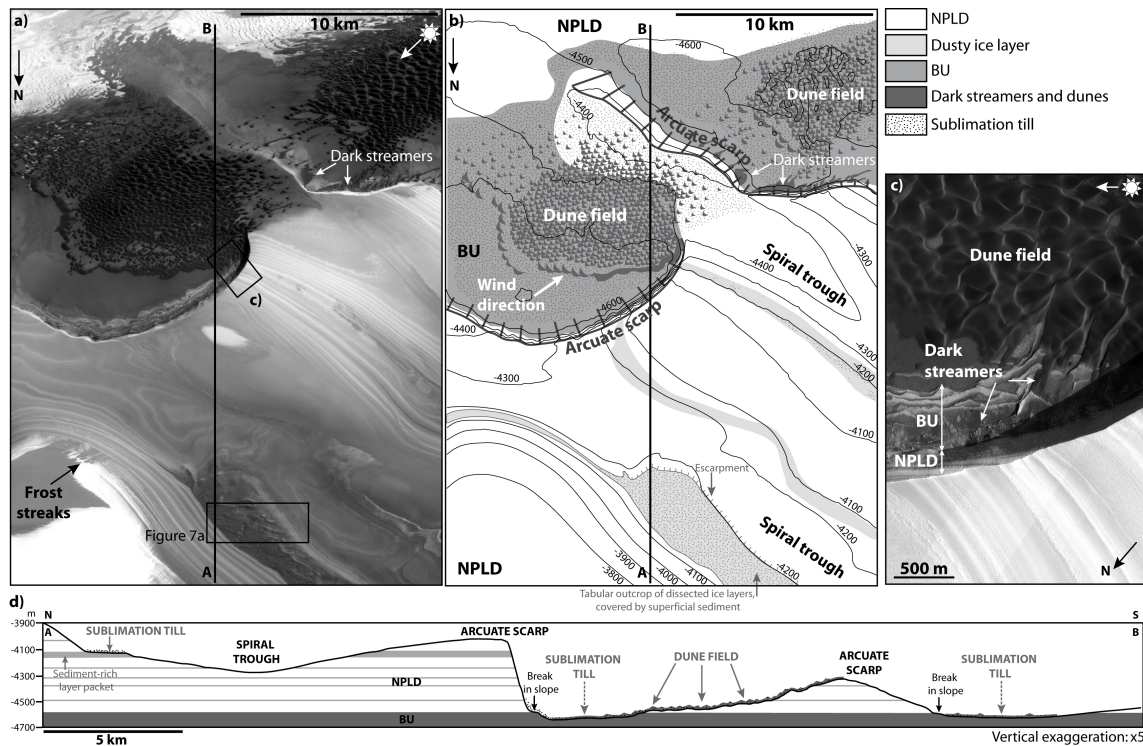 a)
B
10 km
N
Dark streamers
c)
Frost
streaks
Figure 7a
A
b)
NPLD
B
10 km
-4600
-4500
N
-4400
Dune field
Arcuate scarp
Dark streamers
Dune field
BU
Wind
direction
-4600
Arcuate scarp
-4400
-4300
Spiral trough
-4400
-4300
-4300
-4200
-4100
Escarpment
-4100
-4200
Spiral trough
NPLD
-3900
-3800
-4000
-4100
-4200
A
Tabular outcrop of dissected ice layers,
covered by superficial sediment
NPLD
Dusty ice layer
BU
Dark streamers and dunes
Sublimation till
c)
Dune field
Dark
streamers
BU
NPLD
500 m
N
d)
m
N
S
-3900
-4100
-4300
-4500
-4700
A
B
SUBLIMATION TILL
SPIRAL
TROUGH
ARCUATE SCARP
Sediment-rich
layer packet
NPLD
BU
Break
in slope
SUBLIMATION
TILL
DUNE FIELD
ARCUATE
SCARP
Break
in slope
SUBLIMATION
TILL
5 km
Vertical exaggeration: x5